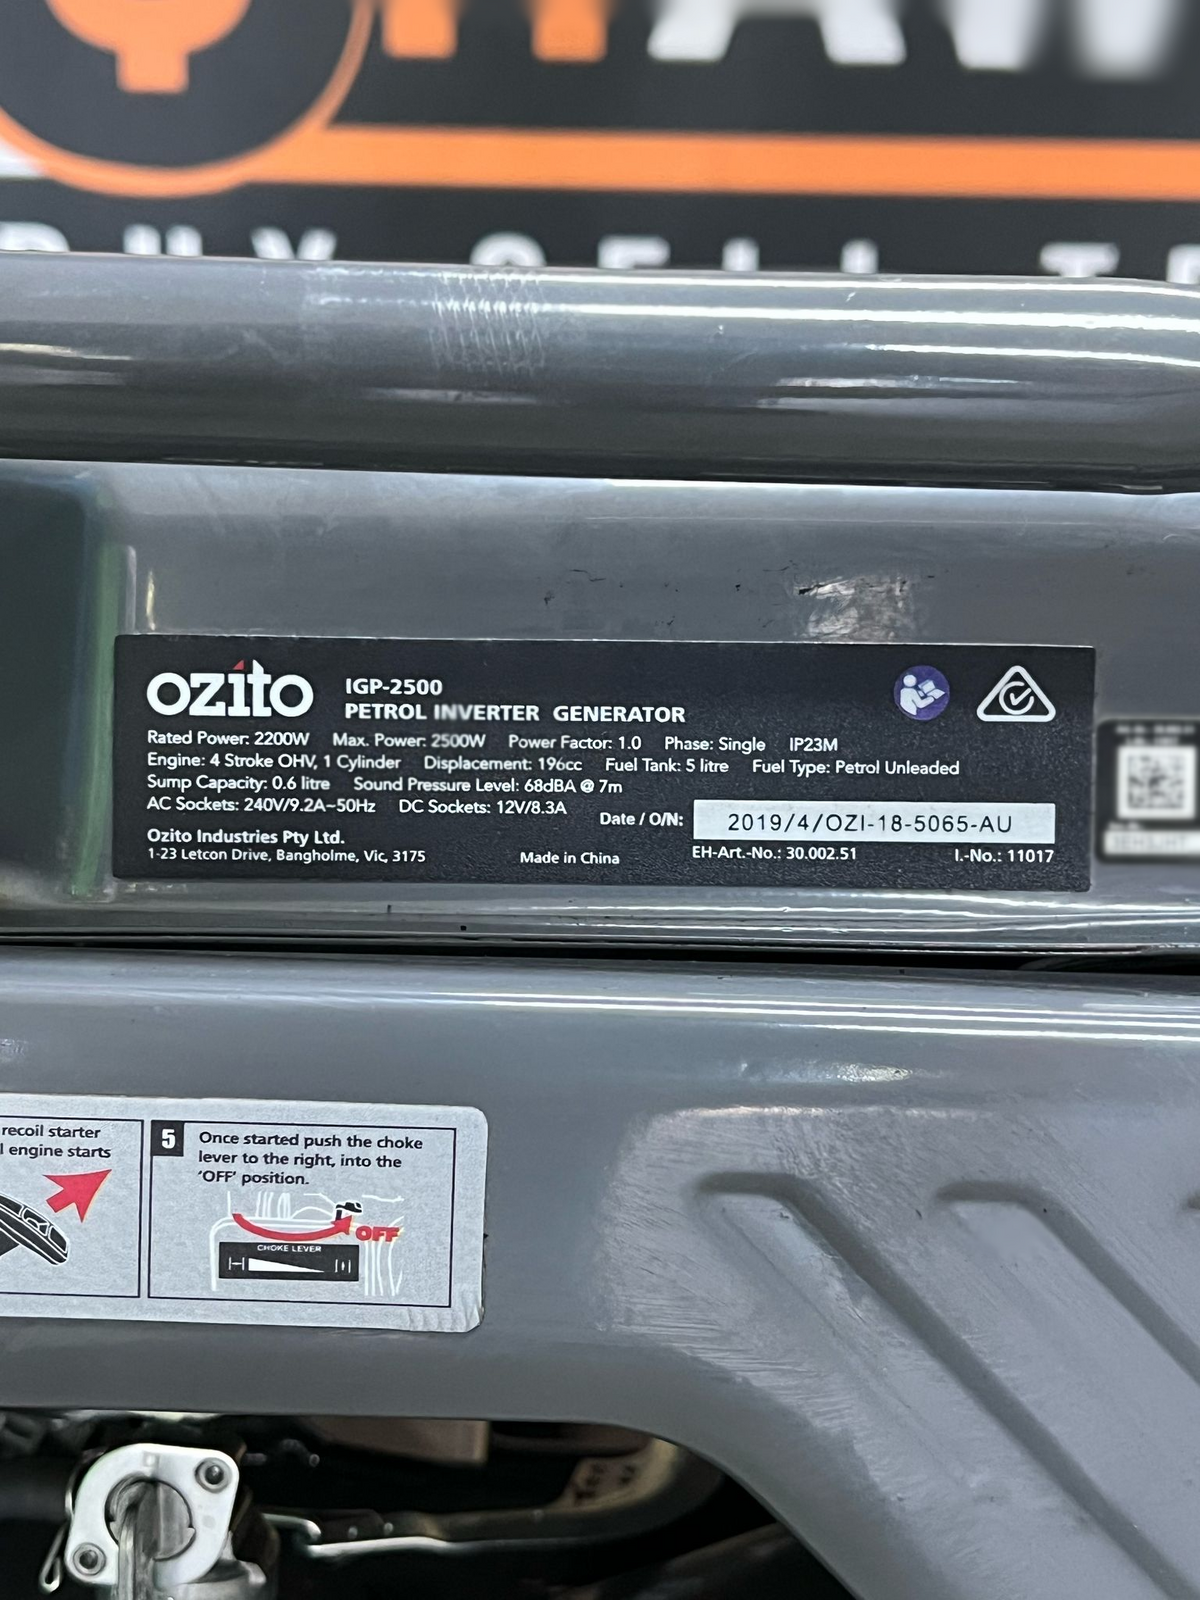 BUY SELL
ozito
IGP-2500
PETROL INVERTER GENERATOR
Rated Power: 2200W Max. Power: 2500W Power Factor: 1.0 Phase: Single IP23M
Engine: 4 Stroke OHV, 1 Cylinder Displacement: 196cc Fuel Tank: 5 litre Fuel Type: Petrol Unleaded
Sump Capacity: 0.6 litre Sound Pressure Level: 68dBA @ 7m
AC Sockets: 240V/9.2A~50Hz DC Sockets: 12V/8.3A
Date / O/N: 2019/4/OZI-18-5065-AU
Ozito Industries Pty Ltd.
1-23 Letcon Drive, Bangholme, Vic, 3175 Made in China EH-Art.-No.: 30.002.51 I.-No.: 11017
recoil starter
engine starts
5 Once started push the choke
lever to the right, into the
'OFF' position.
OFF
CHOKE LEVER